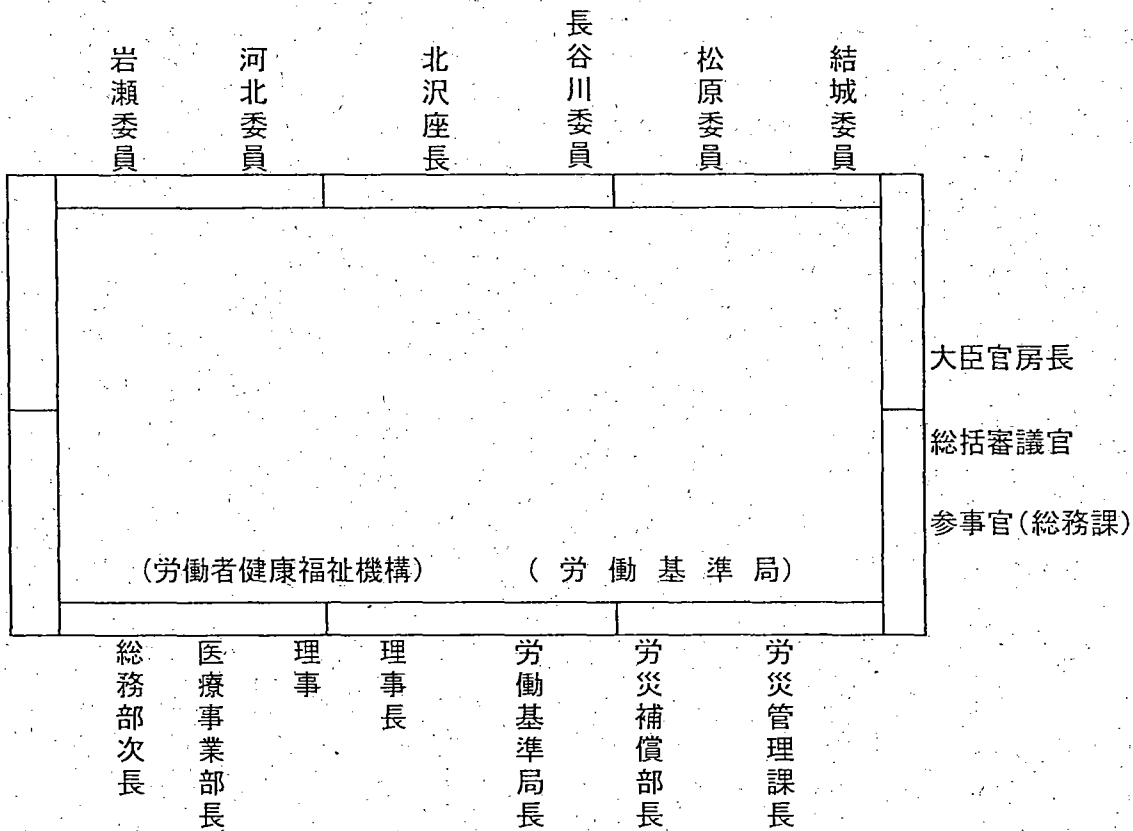 岩瀬委員
河北委員
北沢座長
長谷川委員
松原委員
結城委員
大臣官房長
総括審議官
参事官(総務課)
(労働者健康福祉機構)
(労働基準局)
総務部次長
医療事業部長
理事
理事長
労働基準局長
労災補償部長
労災管理課長